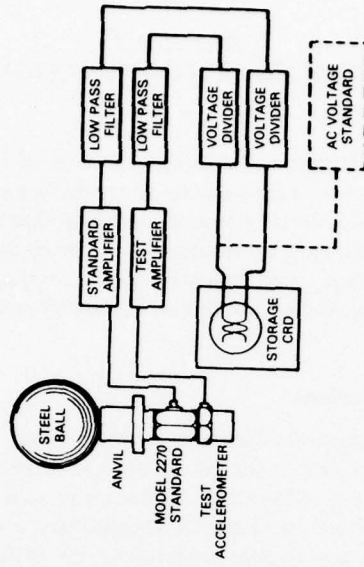 STEEL
BALL
ANVIL
MODEL 2270
STANDARD
TEST
ACCELEROMETER
STANDARD
AMPLIFIER
TEST
AMPLIFIER
LOW PASS
FILTER
LOW PASS
FILTER
STORAGE
CRD
VOLTAGE
DIVIDER
VOLTAGE
DIVIDER
AC VOLTAGE
STANDARD